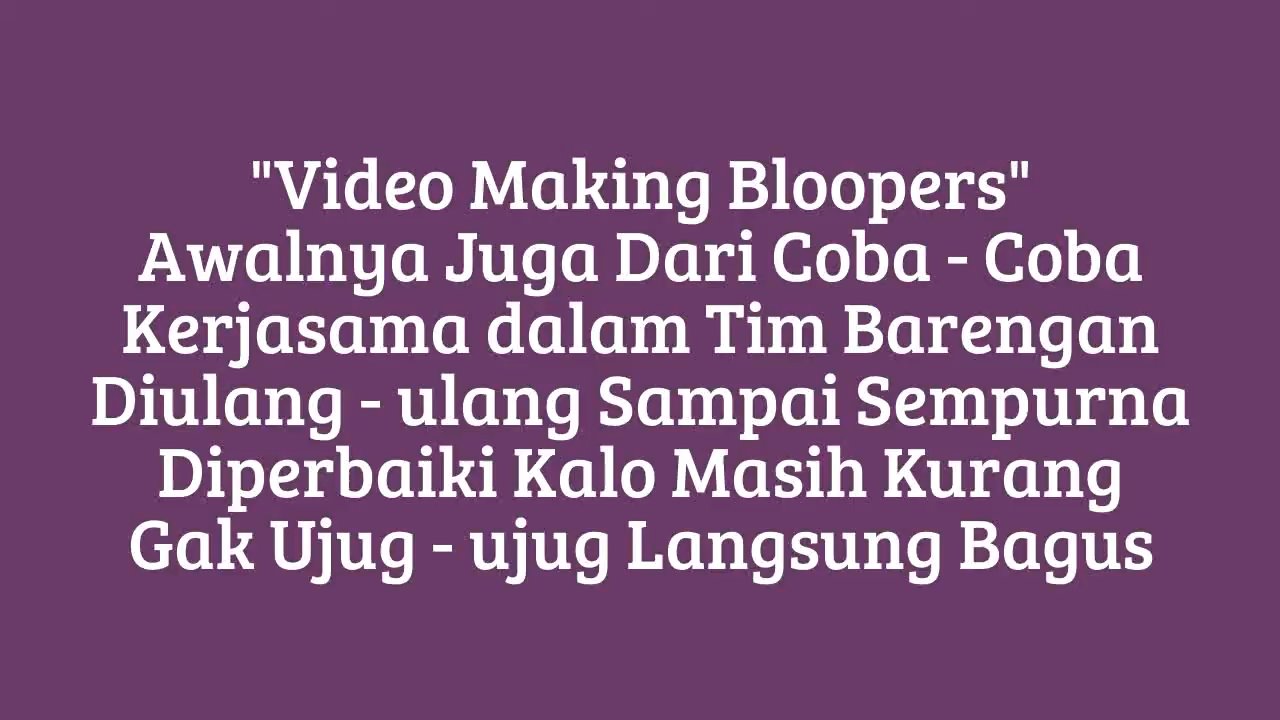 "Video Making Bloopers"
Awalnya Juga Dari Coba - Coba
Kerjasama dalam Tim Barengan
Diulang - ulang Sampai Sempurna
Diperbaiki Kalo Masih Kurang
Gak Ujug - ujug Langsung Bagus